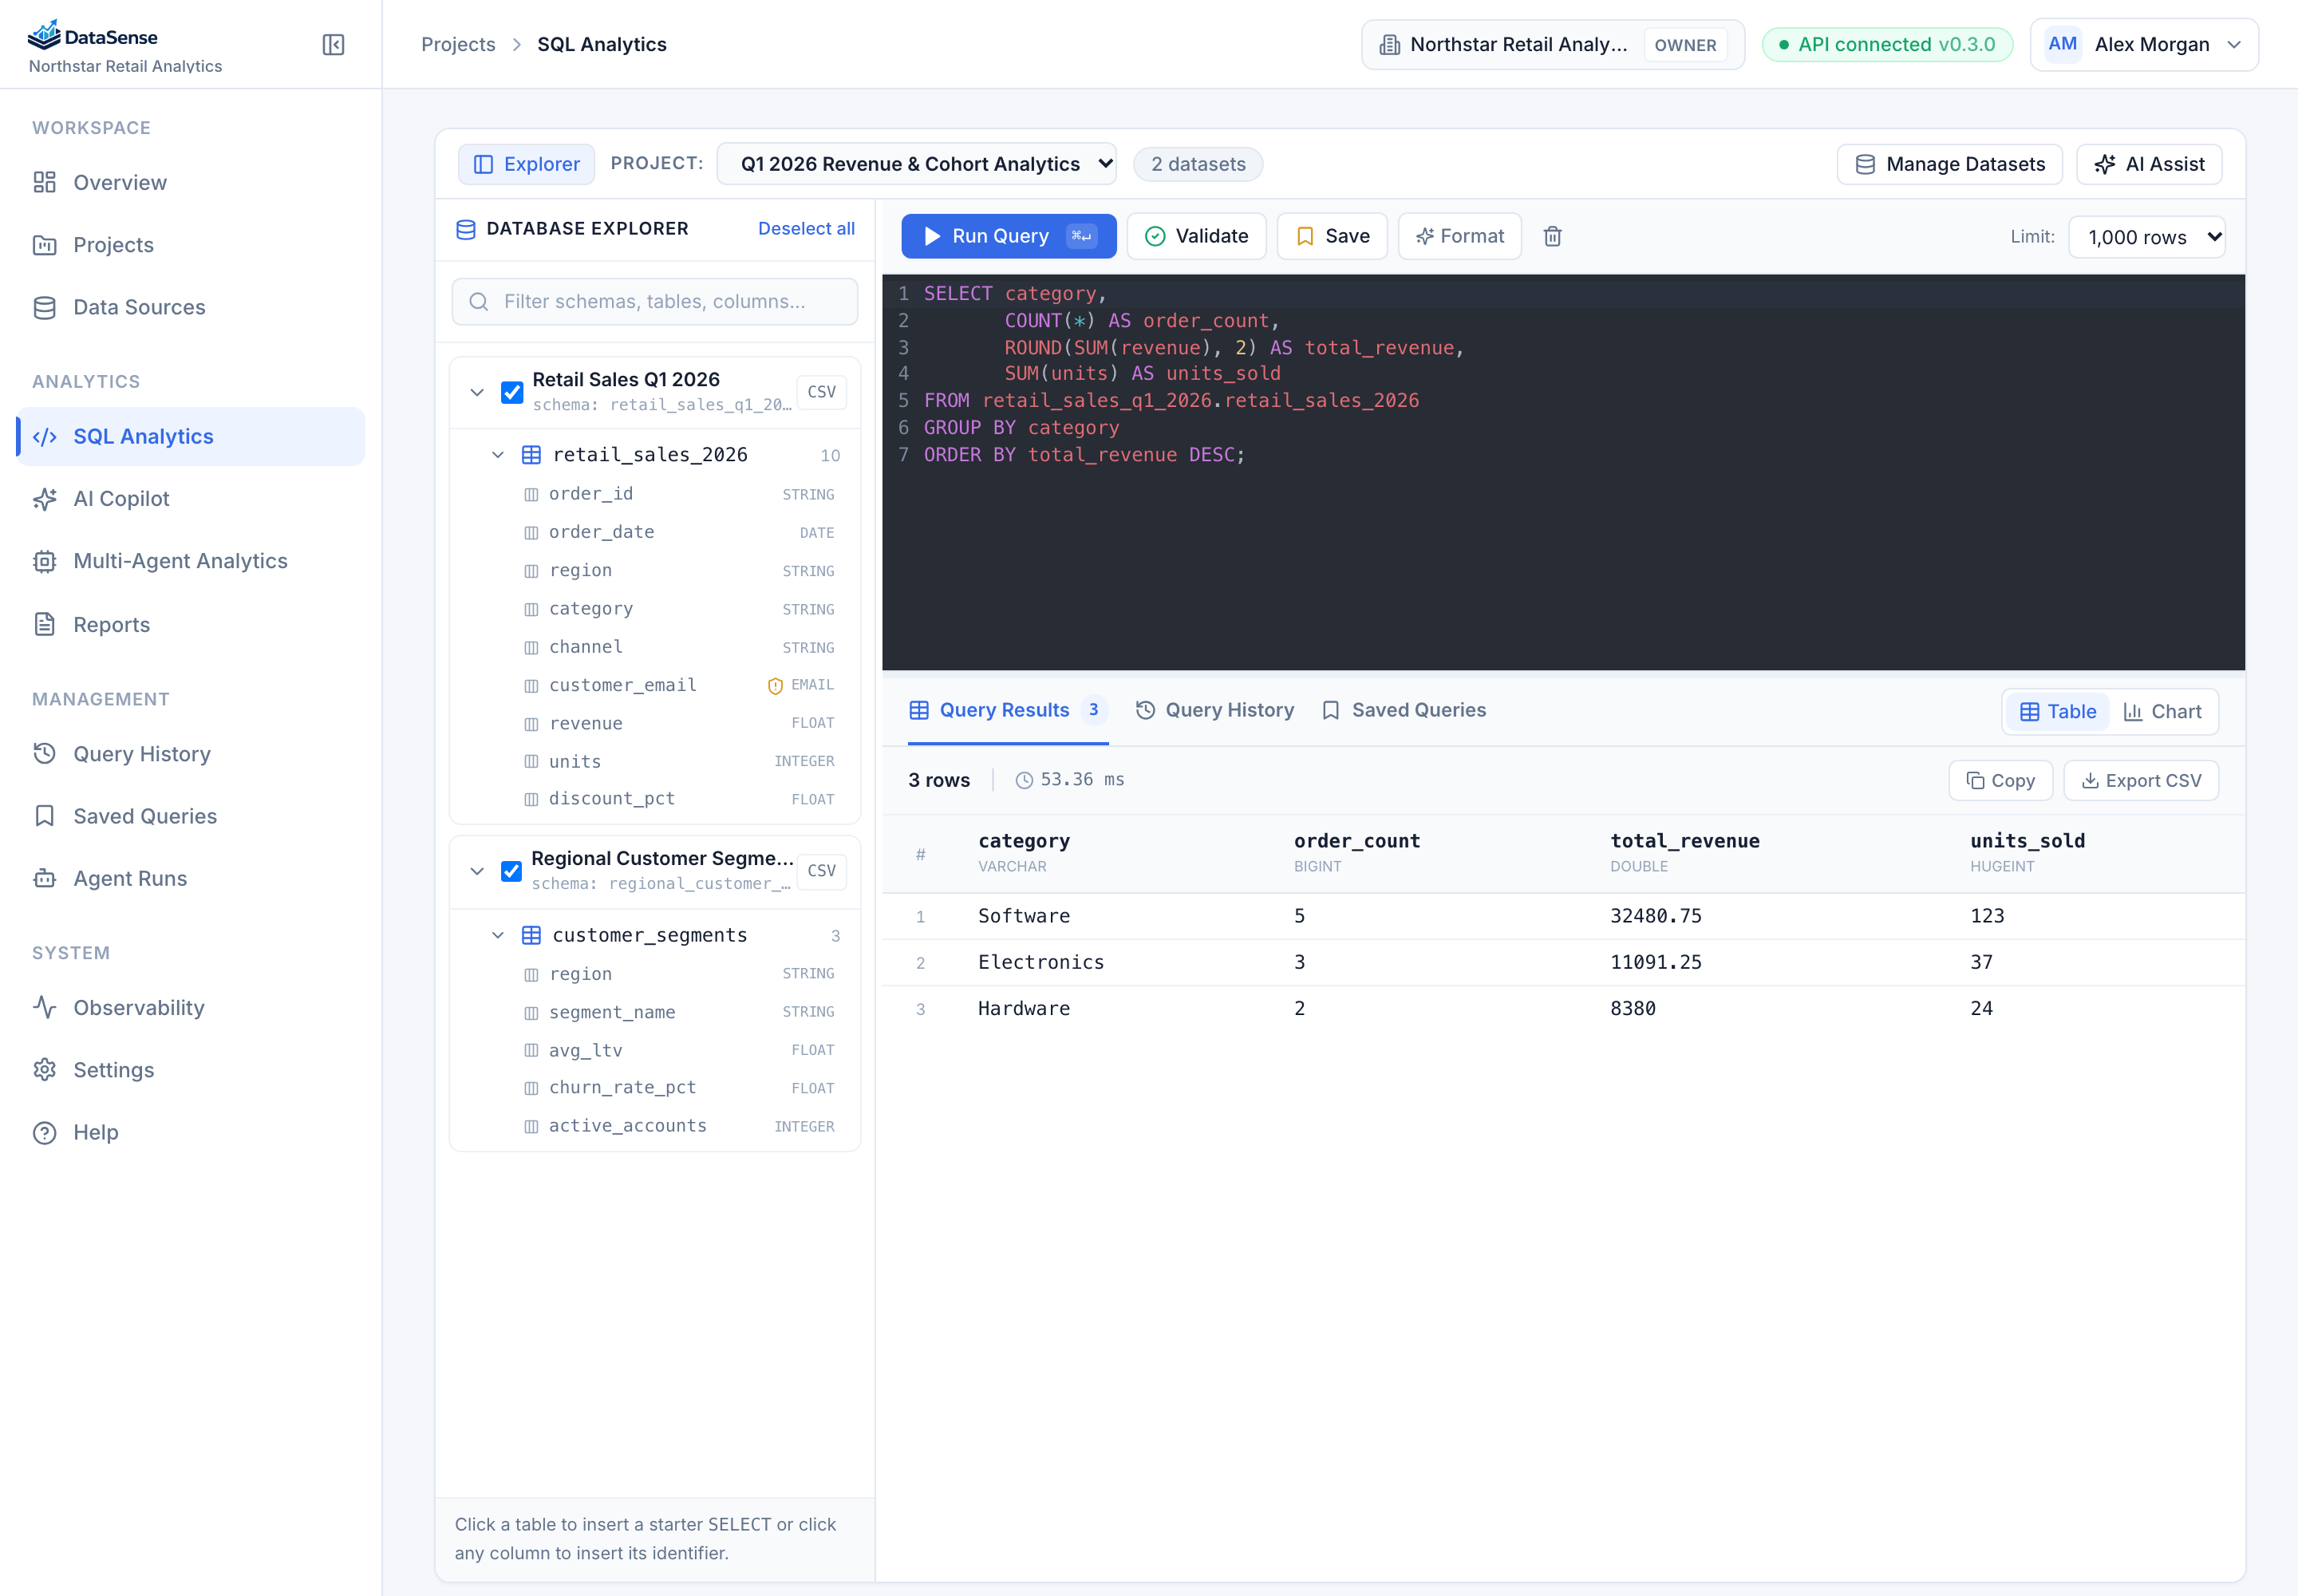 DataSense
Northstar Retail Analytics
Projects > SQL Analytics
Northstar Retail Analy... OWNER
API connected v0.3.0
AM Alex Morgan
WORKSPACE
Overview
Projects
Data Sources
ANALYTICS
SQL Analytics
AI Copilot
Multi-Agent Analytics
Reports
MANAGEMENT
Query History
Saved Queries
Agent Runs
SYSTEM
Observability
Settings
Help
Explorer PROJECT: Q1 2026 Revenue & Cohort Analytics 2 datasets
Manage Datasets AI Assist
DATABASE EXPLORER Deselect all
Filter schemas, tables, columns...
Retail Sales Q1 2026 CSV
schema: retail_sales_q1_20…
retail_sales_2026 10
order_id STRING
order_date DATE
region STRING
category STRING
channel STRING
customer_email EMAIL
revenue FLOAT
units INTEGER
discount_pct FLOAT
Regional Customer Segme... CSV
schema: regional_customer_…
customer_segments 3
region STRING
segment_name STRING
avg_ltv FLOAT
churn_rate_pct FLOAT
active_accounts INTEGER
Click a table to insert a starter SELECT or click
any column to insert its identifier.
Run Query ⌘↵ Validate Save Format Limit: 1,000 rows
1 SELECT category,
2 COUNT(*) AS order_count,
3 ROUND(SUM(revenue), 2) AS total_revenue,
4 SUM(units) AS units_sold
5 FROM retail_sales_q1_2026.retail_sales_2026
6 GROUP BY category
7 ORDER BY total_revenue DESC;
Query Results 3 Query History Saved Queries Table Chart
3 rows 53.36 ms Copy Export CSV
# category order_count total_revenue units_sold
VARCHAR BIGINT DOUBLE HUGEINT
1 Software 5 32480.75 123
2 Electronics 3 11091.25 37
3 Hardware 2 8380 24